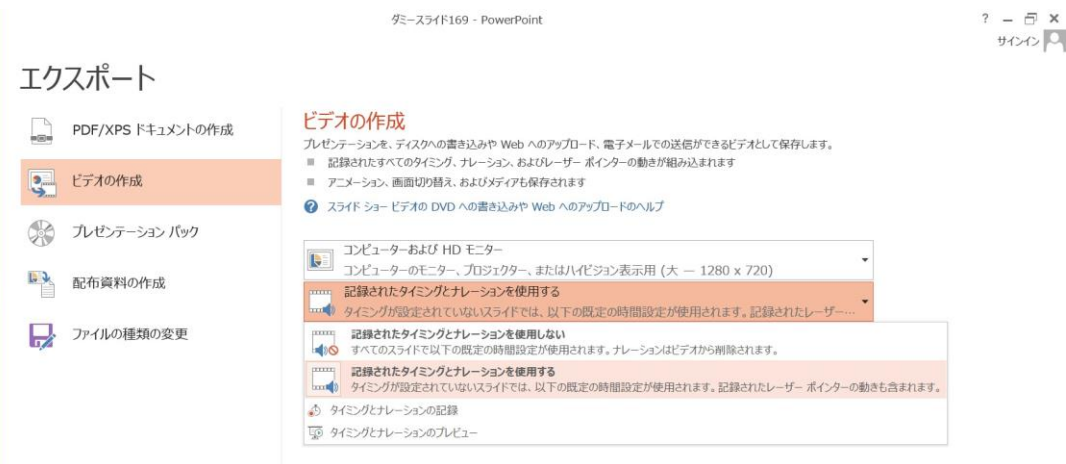 ダミースライド169 - PowerPoint
?
サインイン
エクスポート
PDF/XPS ドキュメントの作成
ビデオの作成
プレゼンテーション パック
配布資料の作成
ファイルの種類の変更
ビデオの作成
プレゼンテーションを、ディスクへの書き込みや Web へのアップロード、電子メールでの送信ができるビデオとして保存します。
記録されたすべてのタイミング、ナレーション、およびレーザー ポインターの動きが組み込まれます
アニメーション、画面切り替え、およびメディアも保存されます
スライド ショー ビデオの DVD への書き込みや Web へのアップロードのヘルプ
コンピューターおよび HD モニター
コンピューターのモニター、プロジェクター、またはハイビジョン表示用 (大 — 1280 x 720)
記録されたタイミングとナレーションを使用する
タイミングが設定されていないスライドでは、以下の既定の時間設定が使用されます。記録されたレーザー…
記録されたタイミングとナレーションを使用しない
すべてのスライドで以下の既定の時間設定が使用されます。ナレーションはビデオから削除されます。
記録されたタイミングとナレーションを使用する
タイミングが設定されていないスライドでは、以下の既定の時間設定が使用されます。記録されたレーザー ポインターの動きも含まれます。
タイミングとナレーションの記録
タイミングとナレーションのプレビュー